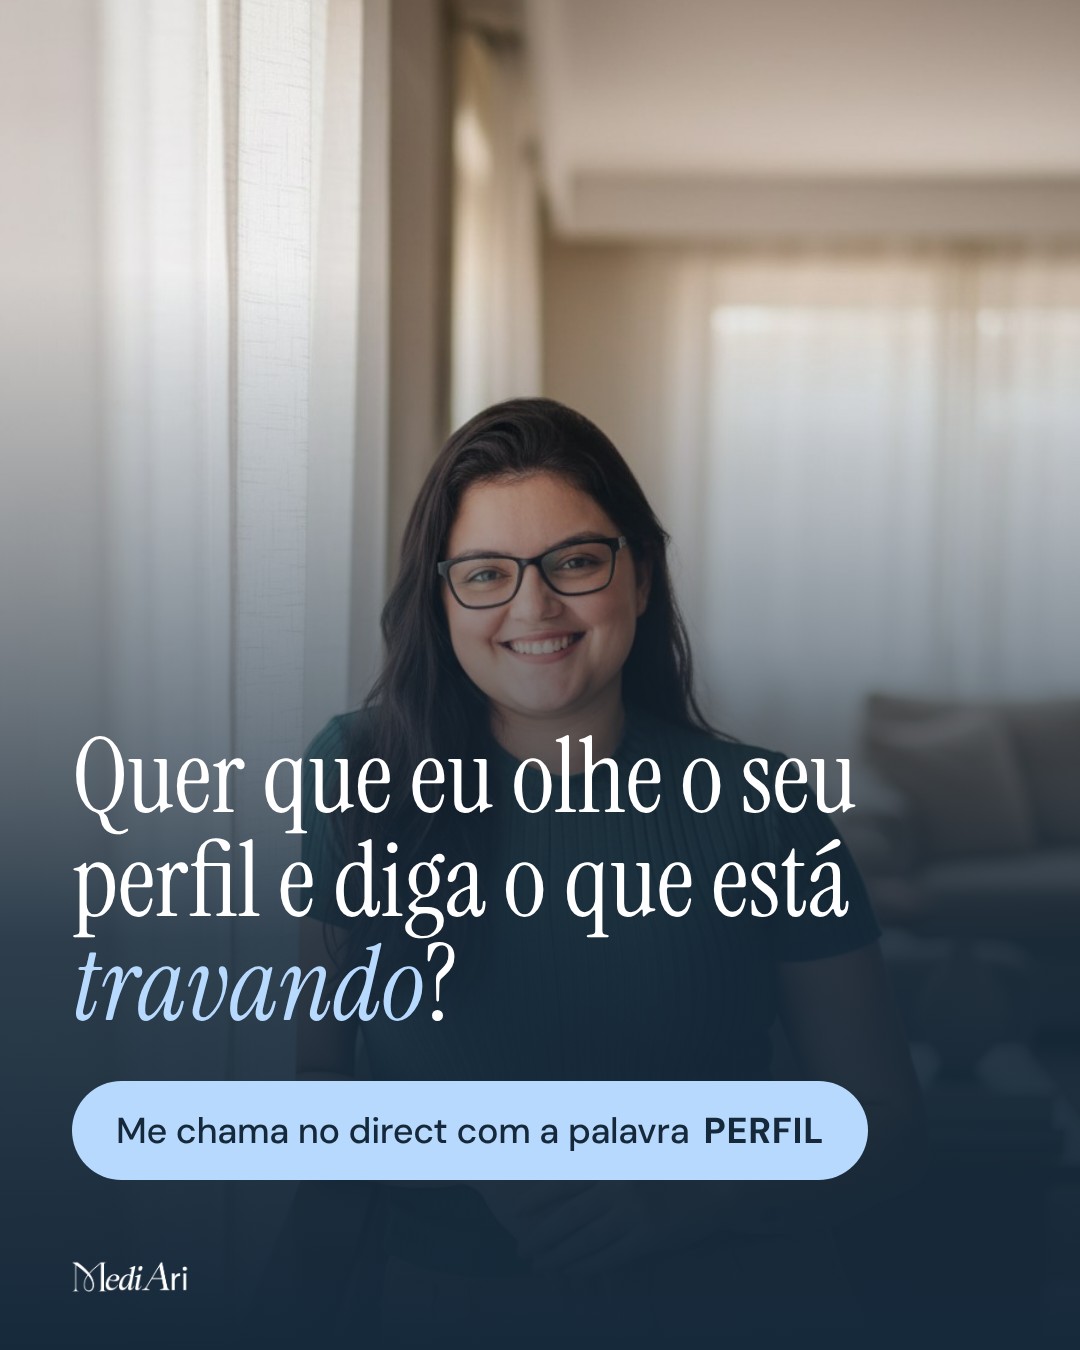 Quer que eu olhe o seu
perfil e diga o que está
travando?
Me chama no direct com a palavra PERFIL
MediAri